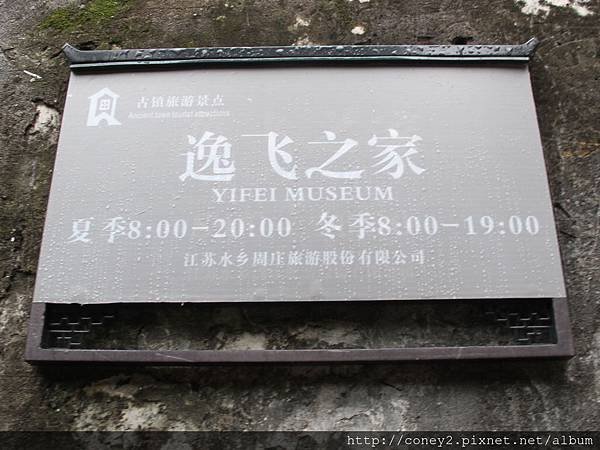 古镇旅游景点
Ancient town tourist attractions
逸飞之家
YIFEI MUSEUM
夏季8:00-20:00 冬季8:00-19:00
江苏水乡周庄旅游股份有限公司
http://coney2.pixnet.net/album